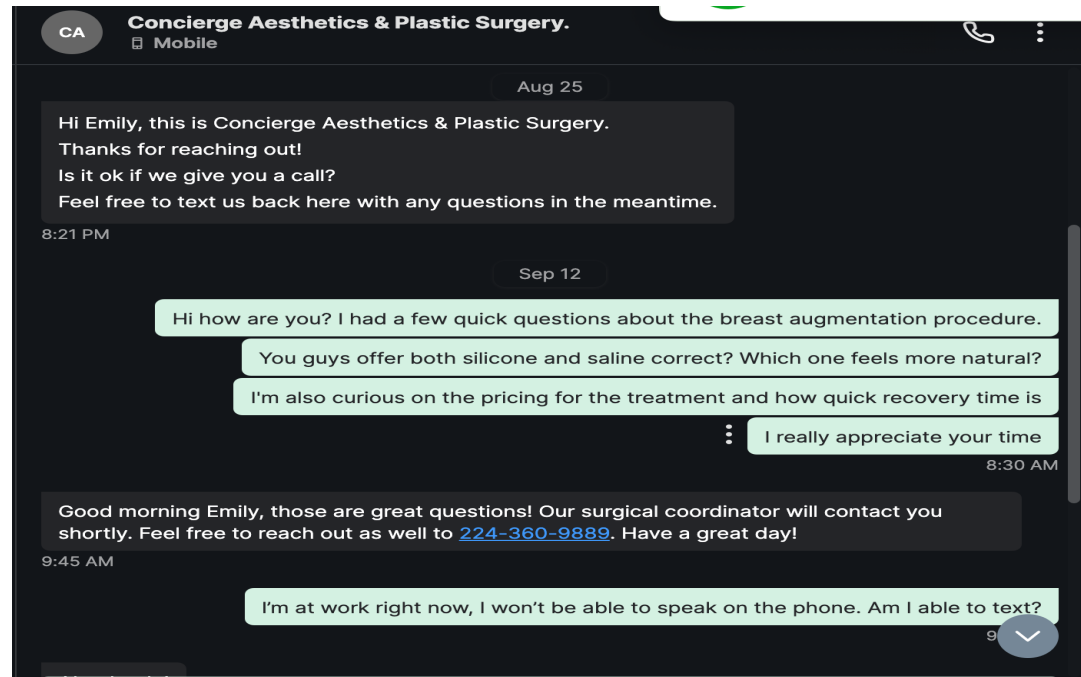 CA
Concierge Aesthetics & Plastic Surgery.
Mobile
Aug 25
Hi Emily, this is Concierge Aesthetics & Plastic Surgery.
Thanks for reaching out!
Is it ok if we give you a call?
Feel free to text us back here with any questions in the meantime.
8:21 PM
Sep 12
Hi how are you? I had a few quick questions about the breast augmentation procedure.
You guys offer both silicone and saline correct? Which one feels more natural?
I'm also curious on the pricing for the treatment and how quick recovery time is
I really appreciate your time
8:30 AM
Good morning Emily, those are great questions! Our surgical coordinator will contact you
shortly. Feel free to reach out as well to 224-360-9889. Have a great day!
9:45 AM
I’m at work right now, I won’t be able to speak on the phone. Am I able to text?
9